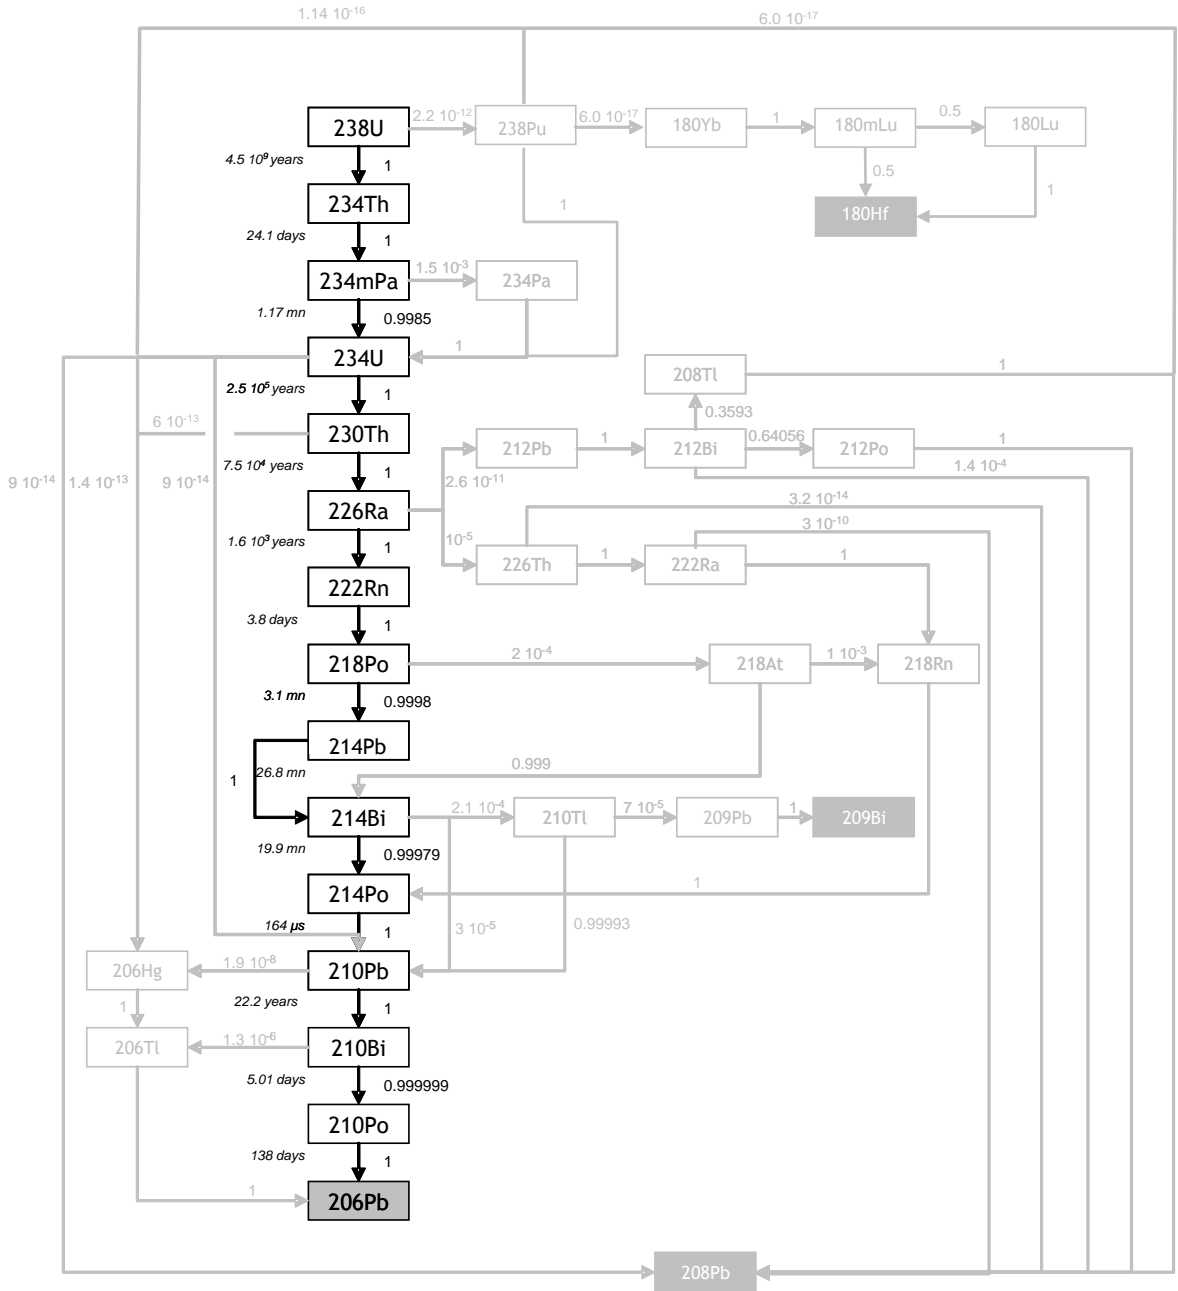 1.14 10-16
6.0 10-17
238U
2.2 10-12
238Pu
6.0 10-17
180Yb
1
180mLu
0.5
180Lu
4.5 10⁹ years
1
0.5
1
234Th
1
180Hf
24.1 days
1
234mPa
1.5 10-3
234Pa
1.17 mn
0.9985
234U
1
208Tl
1
2.5 10⁵ years
1
0.3593
6 10-13
230Th
212Pb
1
212Bi
0.64056
212Po
1
7.5 10⁴ years
1
1.4 10-4
9 10-14
1.4 10-13
9 10-14
2.6 10-11
226Ra
3.2 10-14
3 10-10
1.6 10³ years
1
10-5
226Th
1
222Ra
1
222Rn
3.8 days
1
218Po
2 10-4
218At
1 10-3
218Rn
3.1 mn
0.9998
214Pb
0.999
1
26.8 mn
214Bi
2.1 10-4
210Tl
7 10-5
209Pb
1
209Bi
19.9 mn
0.99979
214Po
1
164 µs
1
3 10-5
0.99993
206Hg
1.9 10-8
210Pb
1
22.2 years
1
206Tl
1.3 10-6
210Bi
5.01 days
0.999999
210Po
138 days
1
1
206Pb
208Pb